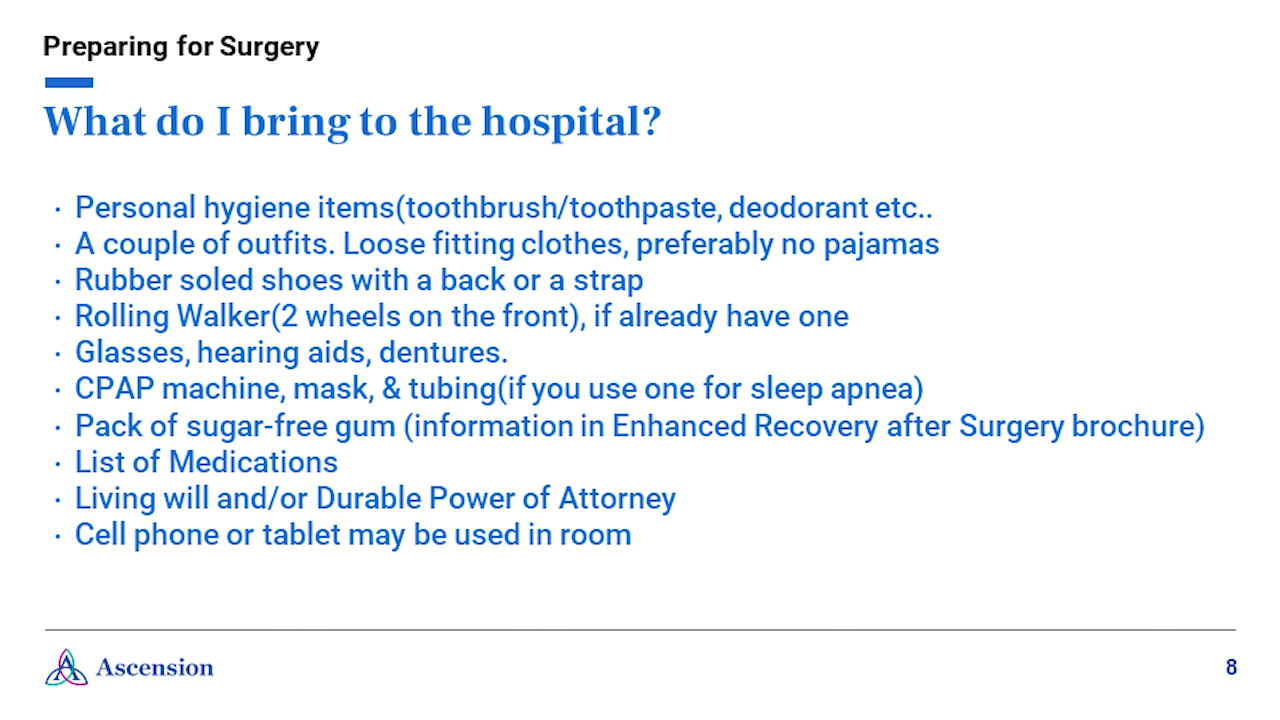 Preparing for Surgery
What do I bring to the hospital?
· Personal hygiene items(toothbrush/toothpaste, deodorant etc..
· A couple of outfits. Loose fitting clothes, preferably no pajamas
· Rubber soled shoes with a back or a strap
· Rolling Walker(2 wheels on the front), if already have one
· Glasses, hearing aids, dentures.
· CPAP machine, mask, & tubing(if you use one for sleep apnea)
· Pack of sugar-free gum (information in Enhanced Recovery after Surgery brochure)
· List of Medications
· Living will and/or Durable Power of Attorney
· Cell phone or tablet may be used in room
Ascension
8